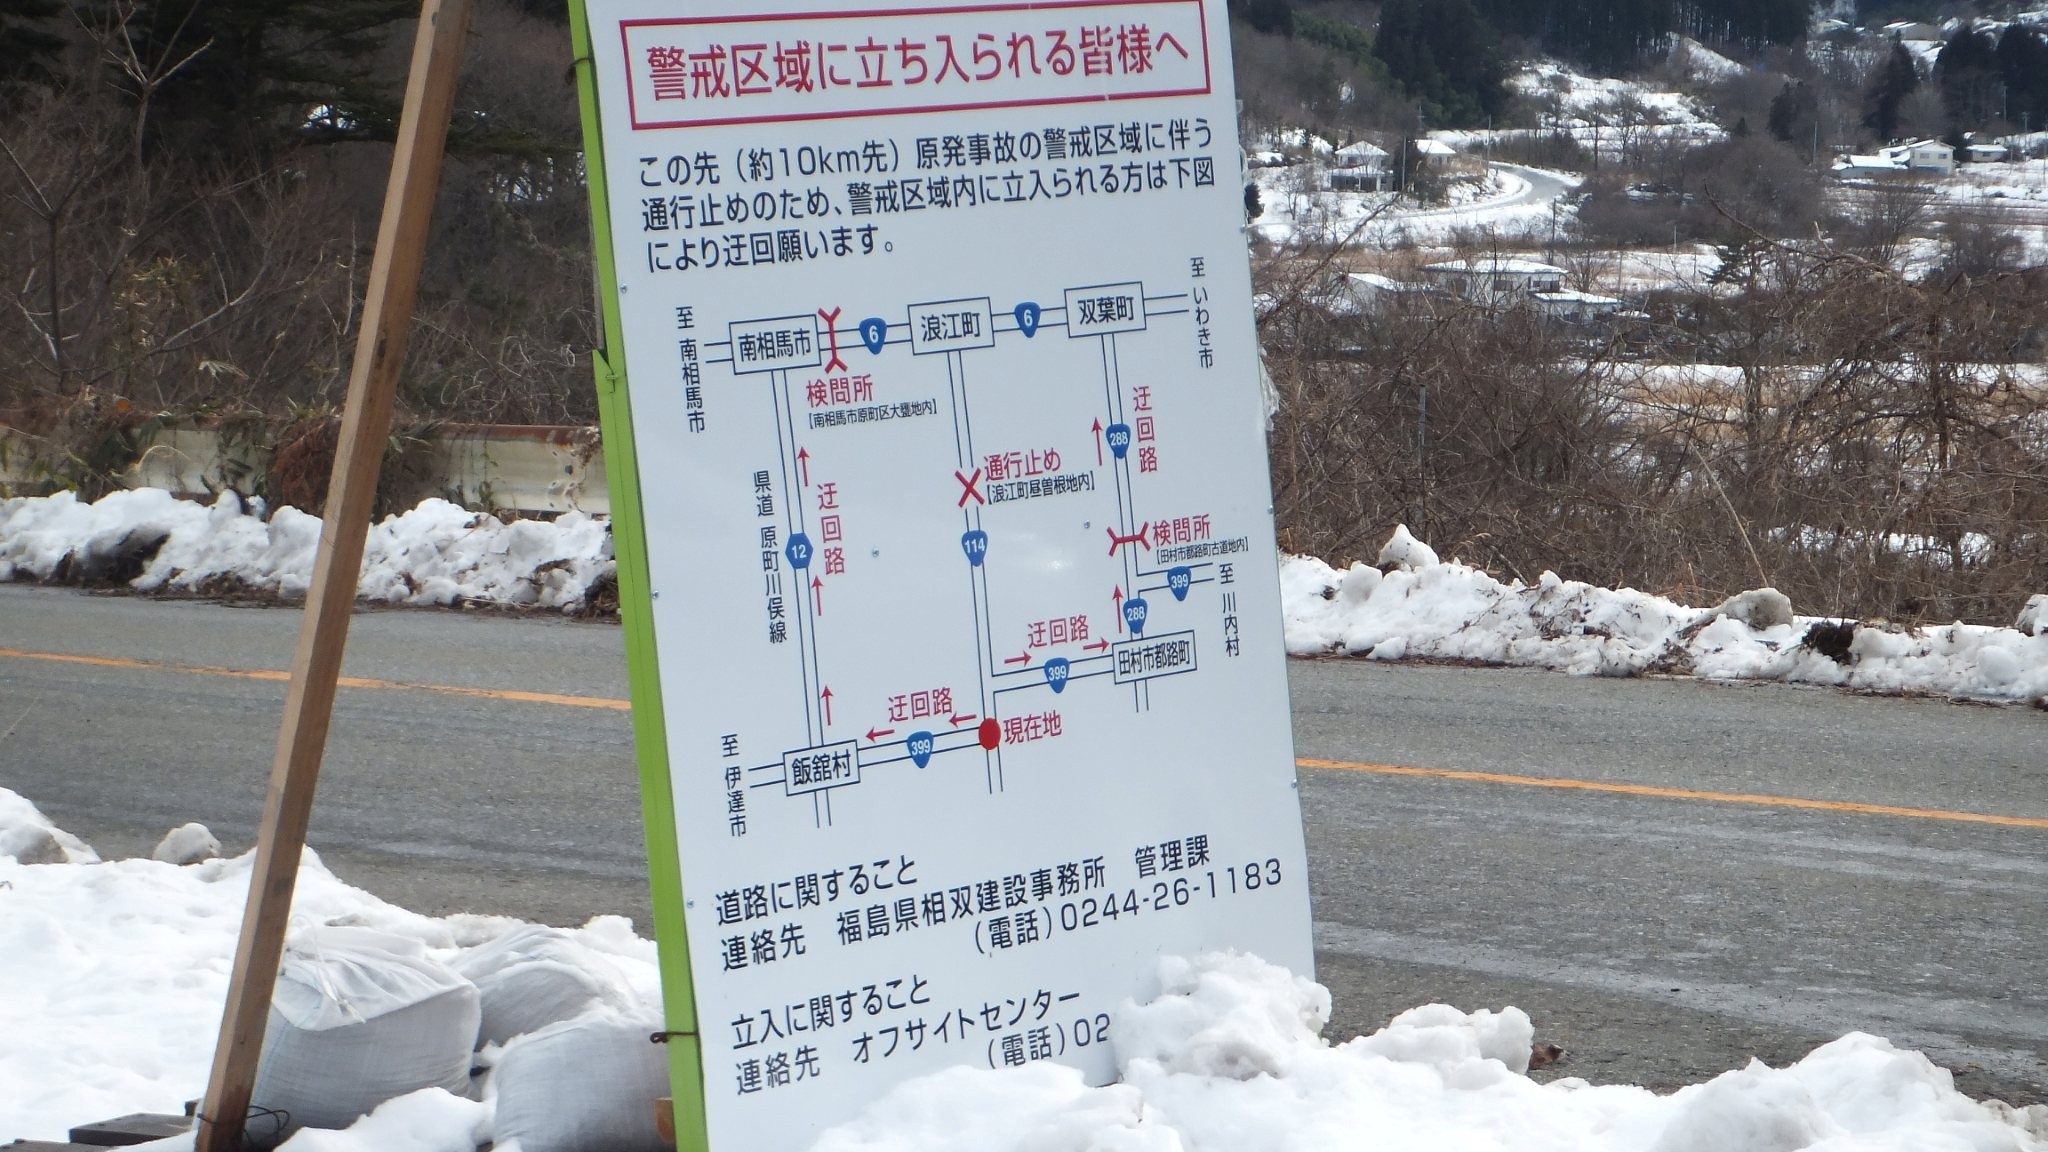 警戒区域に立ち入られる皆様へ
この先（約10km先）原発事故の警戒区域に伴う
通行止めのため、警戒区域内に立入られる方は下図
により迂回願います。
至 南相馬市
南相馬市
6
浪江町
6
双葉町
至 いわき市
検問所
【南相馬市原町区大甕地内】
迂回路
288
通行止め
【浪江町昼曽根地内】
県道 原町川俣線
12
迂回路
114
検問所
【田村市都路町古道地内】
399
至 川内村
288
迂回路
399
田村市都路町
迂回路
399
現在地
飯舘村
至 伊達市
道路に関すること
連絡先 福島県相双建設事務所 管理課
（電話）0244-26-1183
立入に関すること
連絡先 オフサイトセンター
（電話）02